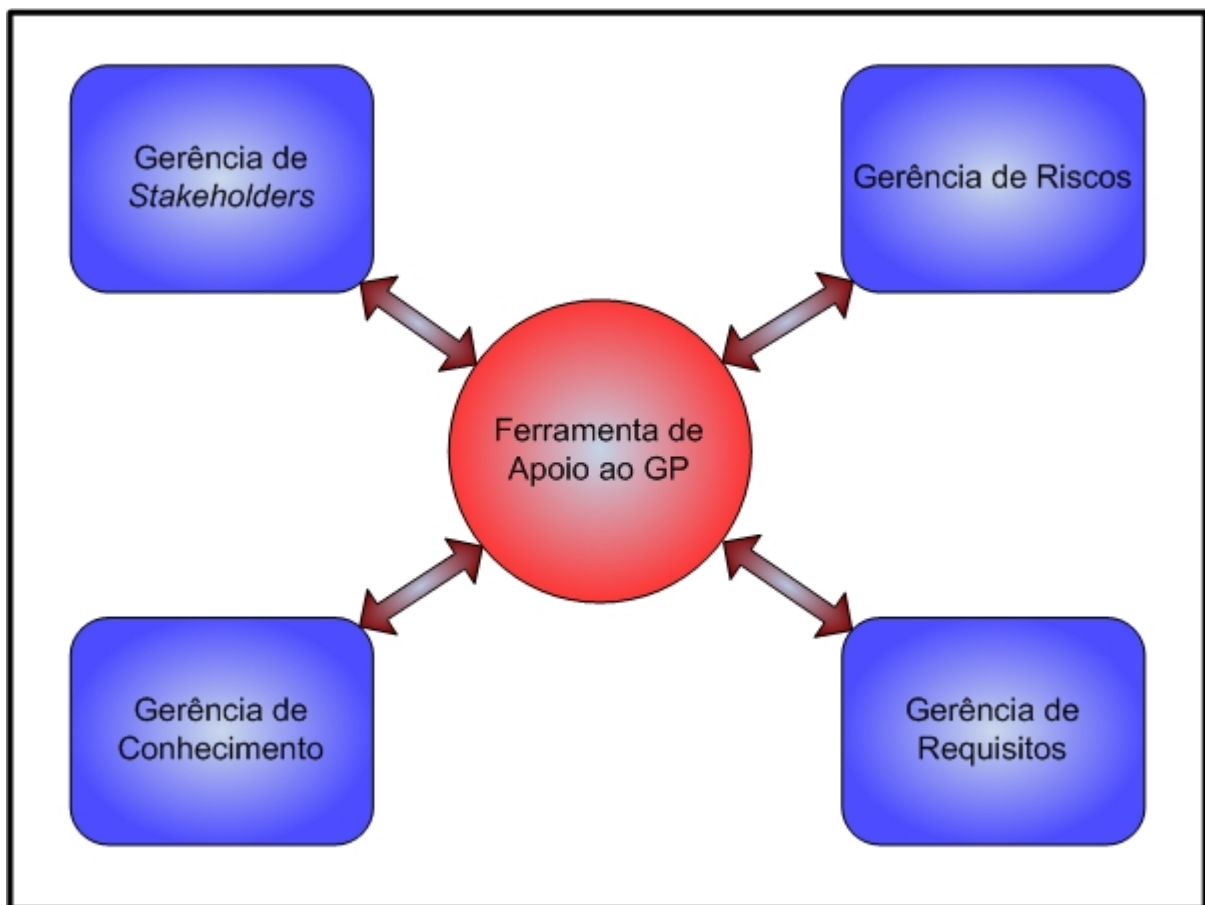 Gerência de
Stakeholders
Gerência de Riscos
Ferramenta de
Apoio ao GP
Gerência de
Conhecimento
Gerência de
Requisitos